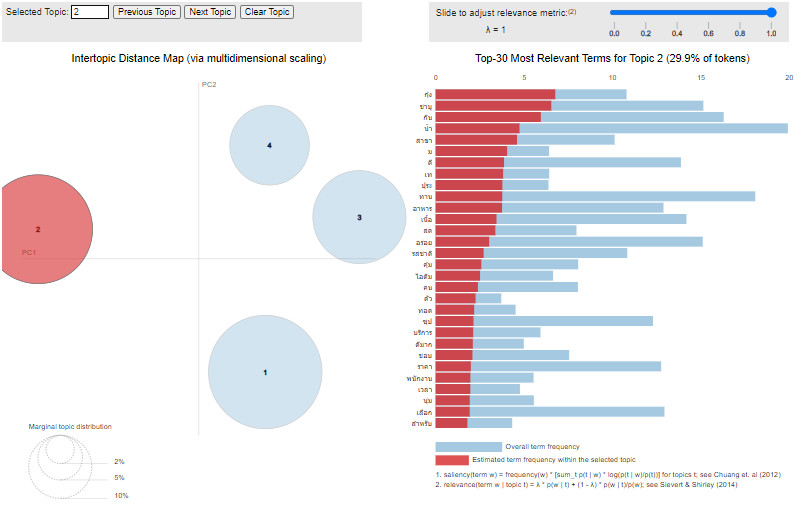 Selected Topic: 2 Previous Topic Next Topic Clear Topic
Slide to adjust relevance metric:(2)
λ = 1
0.0 0.2 0.4 0.6 0.8 1.0
Intertopic Distance Map (via multidimensional scaling)
PC2
PC1
4
3
2
1
Marginal topic distribution
2%
5%
10%
Top-30 Most Relevant Terms for Topic 2 (29.9% of tokens)
0 5 10 15 20
กุ้ง
ชาบู
กับ
น้ำ
สาขา
ม
ดี
เท
ประ
ทาน
อาหาร
เนื้อ
สด
อร่อย
รสชาติ
คุ้ม
ไอติม
คน
ตัว
ทอด
ซุป
บริการ
ดีมาก
ชอบ
ราคา
พนักงาน
เวลา
นุ่ม
เลือก
สำหรับ
Overall term frequency
Estimated term frequency within the selected topic
1. saliency(term w) = frequency(w) * [sum_t p(t | w) * log(p(t | w)/p(t))] for topics t; see Chuang et. al (2012)
2. relevance(term w | topic t) = λ * p(w | t) + (1 - λ) * p(w | t)/p(w); see Sievert & Shirley (2014)